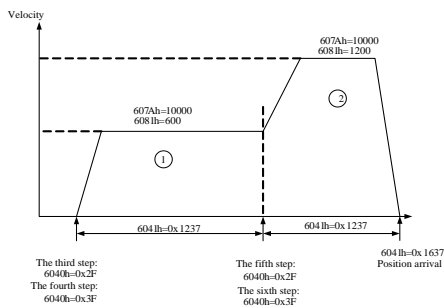 Velocity
607Ah=10000
6081h=1200
607Ah=10000
6081h=600
2
1
6041h=0x1237
6041h=0x1237
6041h=0x1637
Position arrival
The third step:
6040h=0x2F
The fourth step:
6040h=0x3F
The fifth step:
6040h=0x2F
The sixth step:
6040h=0x3F